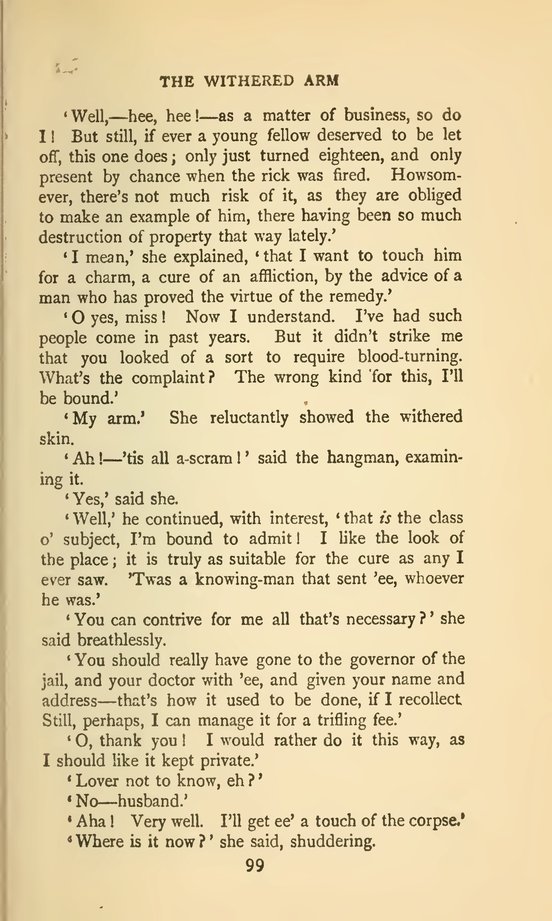 THE WITHERED ARM
‘Well,—hee, hee!—as a matter of business, so do
I! But still, if ever a young fellow deserved to be let
off, this one does; only just turned eighteen, and only
present by chance when the rick was fired. Howsom-
ever, there's not much risk of it, as they are obliged
to make an example of him, there having been so much
destruction of property that way lately.’
‘I mean,’ she explained, ‘that I want to touch him
for a charm, a cure of an affliction, by the advice of a
man who has proved the virtue of the remedy.’
‘O yes, miss! Now I understand. I've had such
people come in past years. But it didn't strike me
that you looked of a sort to require blood-turning.
What's the complaint? The wrong kind for this, I'll
be bound.’
‘My arm.’ She reluctantly showed the withered
skin.
‘Ah!—'tis all a-scram!’ said the hangman, examin-
ing it.
‘Yes,’ said she.
‘Well,’ he continued, with interest, ‘that is the class
o' subject, I'm bound to admit! I like the look of
the place; it is truly as suitable for the cure as any I
ever saw. 'Twas a knowing-man that sent 'ee, whoever
he was.’
‘You can contrive for me all that's necessary?’ she
said breathlessly.
‘You should really have gone to the governor of the
jail, and your doctor with 'ee, and given your name and
address—that's how it used to be done, if I recollect.
Still, perhaps, I can manage it for a trifling fee.’
‘O, thank you! I would rather do it this way, as
I should like it kept private.’
‘Lover not to know, eh?’
‘No—husband.’
‘Aha! Very well. I'll get ee' a touch of the corpse.’
‘Where is it now?’ she said, shuddering.
99